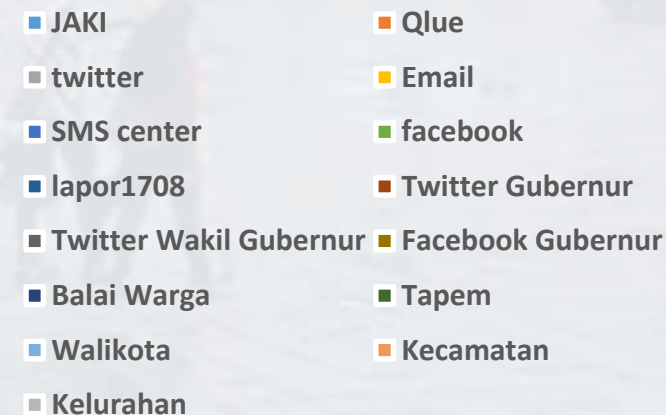 JAKI Qlue
twitter Email
SMS center facebook
lapor1708 Twitter Gubernur
Twitter Wakil Gubernur Facebook Gubernur
Balai Warga Tapem
Walikota Kecamatan
Kelurahan